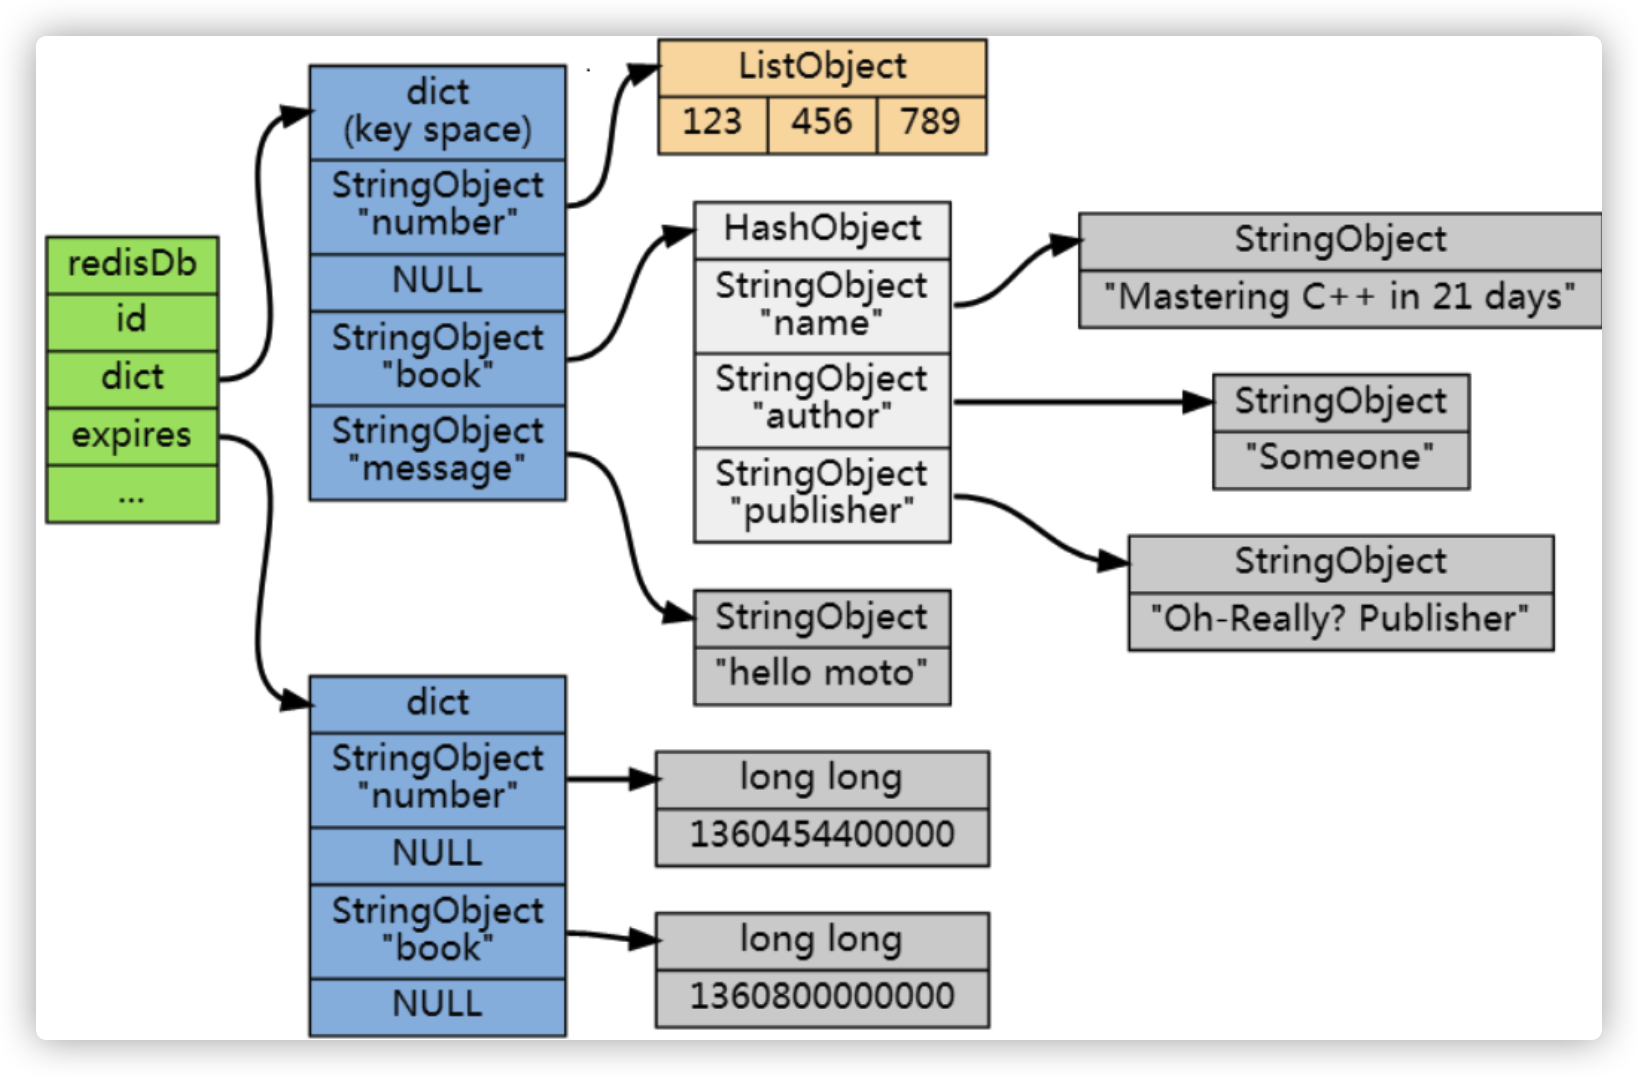 redisDb
id
dict
expires
...
dict
(key space)
StringObject
"number"
NULL
StringObject
"book"
StringObject
"message"
ListObject
123 456 789
HashObject
StringObject
"name"
StringObject
"author"
StringObject
"publisher"
StringObject
"Mastering C++ in 21 days"
StringObject
"Someone"
StringObject
"Oh-Really? Publisher"
StringObject
"hello moto"
dict
StringObject
"number"
NULL
StringObject
"book"
NULL
long long
1360454400000
long long
1360800000000